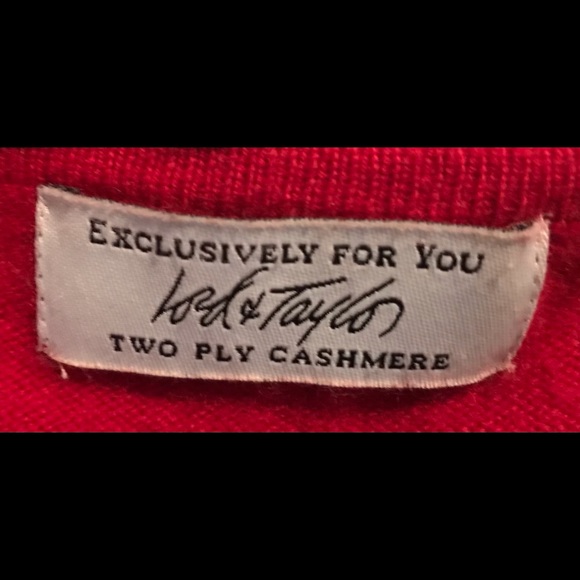 EXCLUSIVELY FOR YOU
Lord & Taylor
TWO PLY CASHMERE